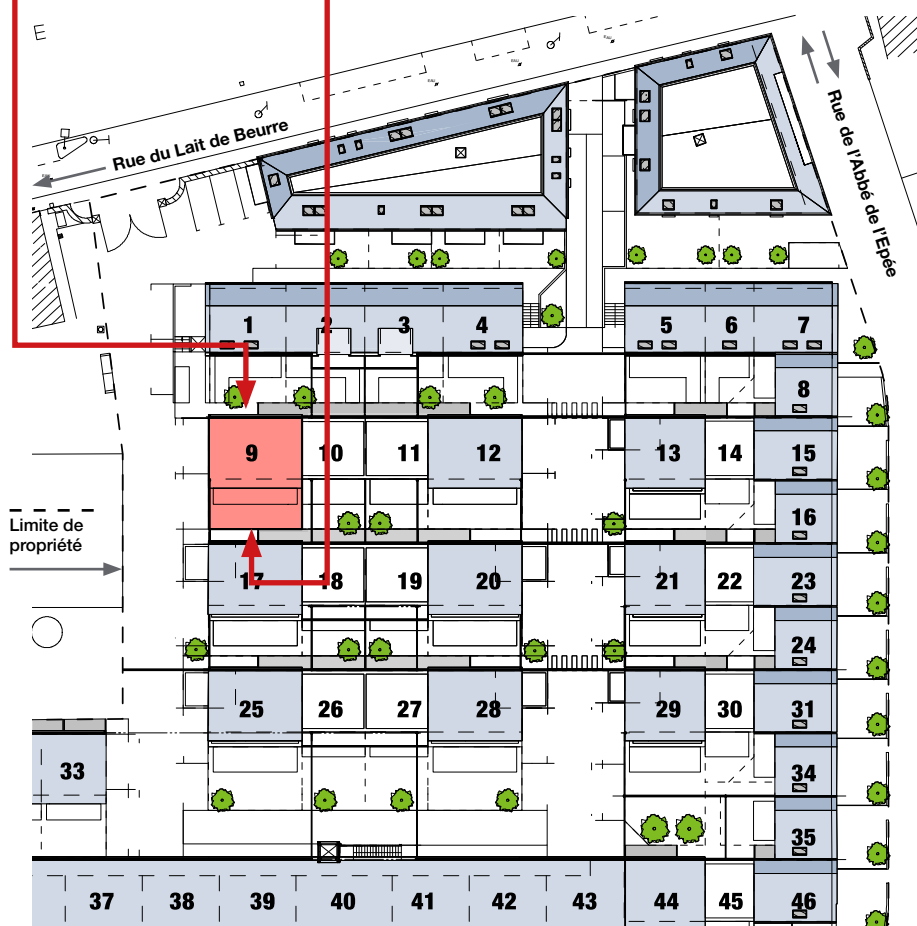 E
Rue du Lait de Beurre
Rue de l'Abbé de l'Epée
1 2 3 4 5 6 7
8
9 10 11 12 13 14 15
16
Limite de
propriété
17 18 19 20 21 22 23
24
25 26 27 28 29 30 31
33 34
35
37 38 39 40 41 42 43 44 45 46